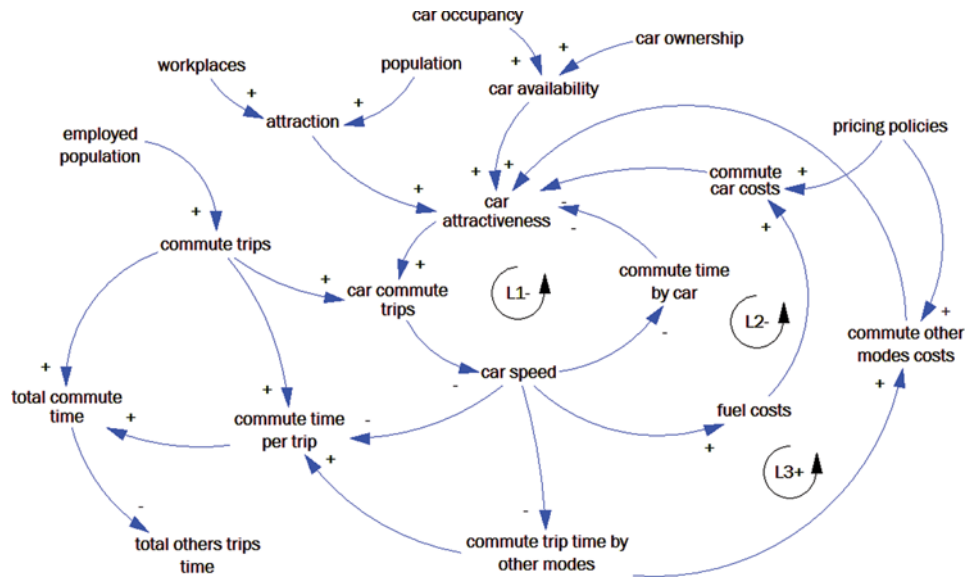 car occupancy
car ownership
workplaces
population
+
+
car availability
+
+
attraction
employed
population
pricing policies
+
+
+
+
commute
car costs
car
attractiveness
-
-
+
+
commute trips
+
commute time
by car
+
car commute
trips
L1-
L2-
+
commute other
modes costs
-
+
+
car speed
-
+
total commute
time
+
commute time
per trip
-
fuel costs
+
+
L3+
-
-
total others trips
time
commute trip time by
other modes